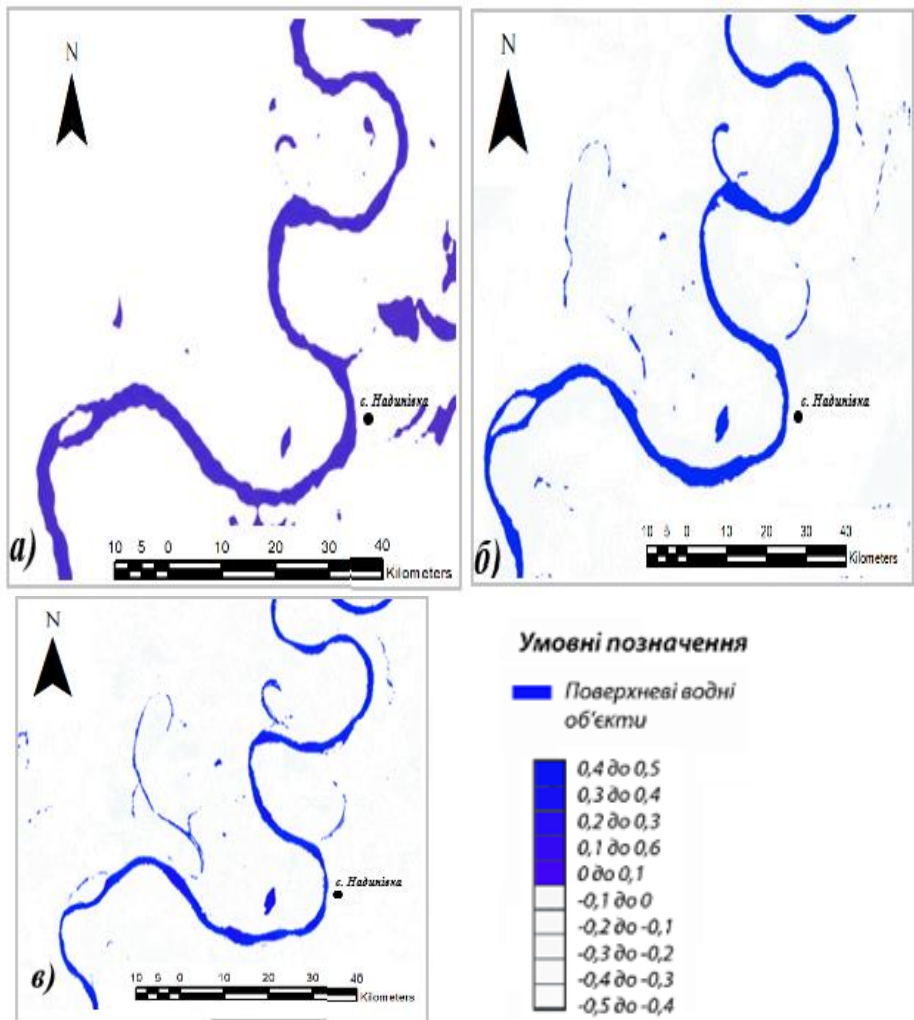 N
с. Надинівка
а)
10 5 0 10 20 30 40
Kilometers
N
с. Надинівка
б)
10 5 0 10 20 30 40
Kilometers
N
с. Надинівка
в)
10 5 0 10 20 30 40
Kilometers
Умовні позначення
Поверхневі водні
об'єкти
0,4 до 0,5
0,3 до 0,4
0,2 до 0,3
0,1 до 0,6
0 до 0,1
-0,1 до 0
-0,2 до -0,1
-0,3 до -0,2
-0,4 до -0,3
-0,5 до -0,4